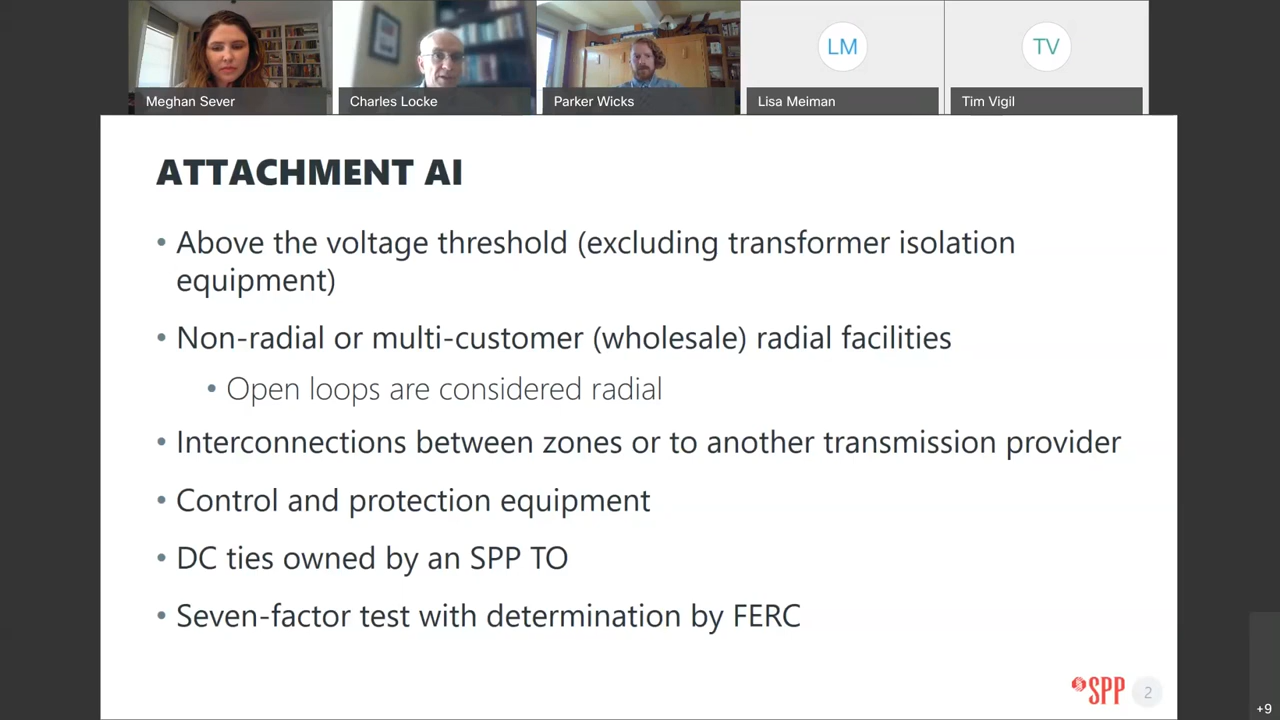 LM
TV
Meghan Sever
Charles Locke
Parker Wicks
Lisa Meiman
Tim Vigil
ATTACHMENT AI
• Above the voltage threshold (excluding transformer isolation
equipment)
• Non-radial or multi-customer (wholesale) radial facilities
• Open loops are considered radial
• Interconnections between zones or to another transmission provider
• Control and protection equipment
• DC ties owned by an SPP TO
• Seven-factor test with determination by FERC
SPP
2
+9